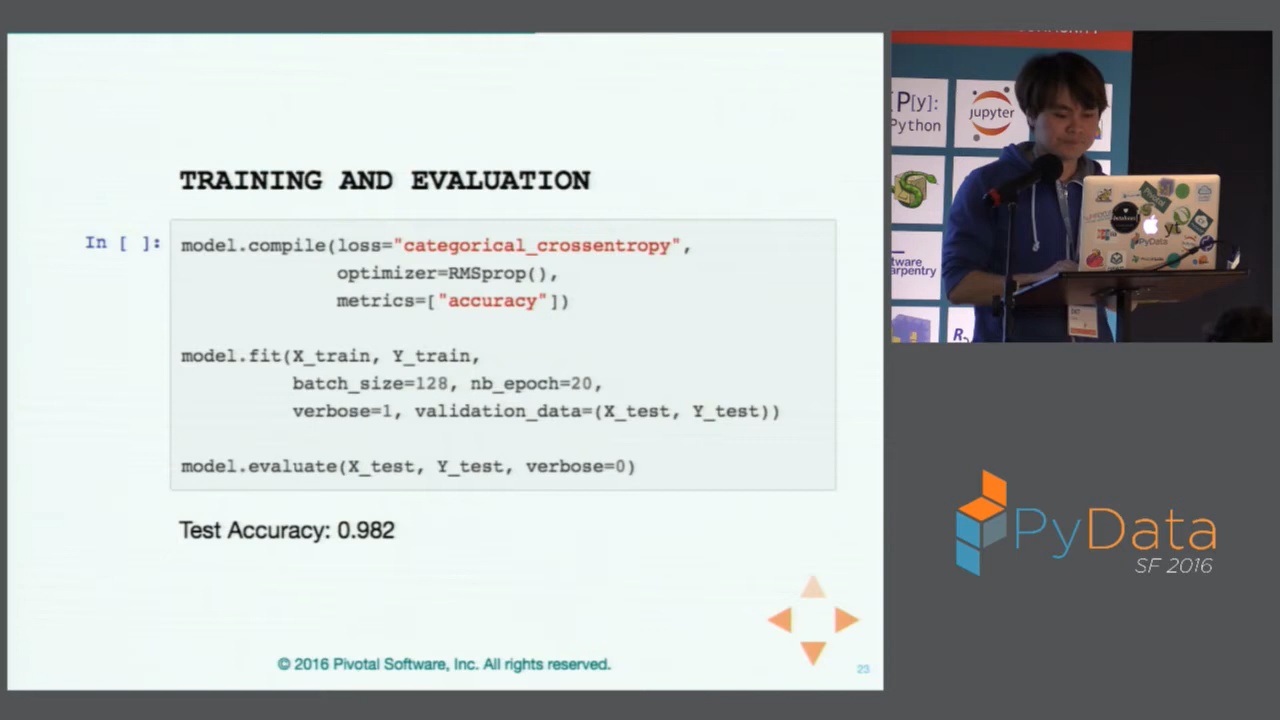 TRAINING AND EVALUATION
In [ ]:
model.compile(loss="categorical_crossentropy",
optimizer=RMSprop(),
metrics=["accuracy"])
model.fit(X_train, Y_train,
batch_size=128, nb_epoch=20,
verbose=1, validation_data=(X_test, Y_test))
model.evaluate(X_test, Y_test, verbose=0)
Test Accuracy: 0.982
© 2016 Pivotal Software, Inc. All rights reserved.
23
[P[y]:
Python
jupyter
PyData
PyData
SF 2016